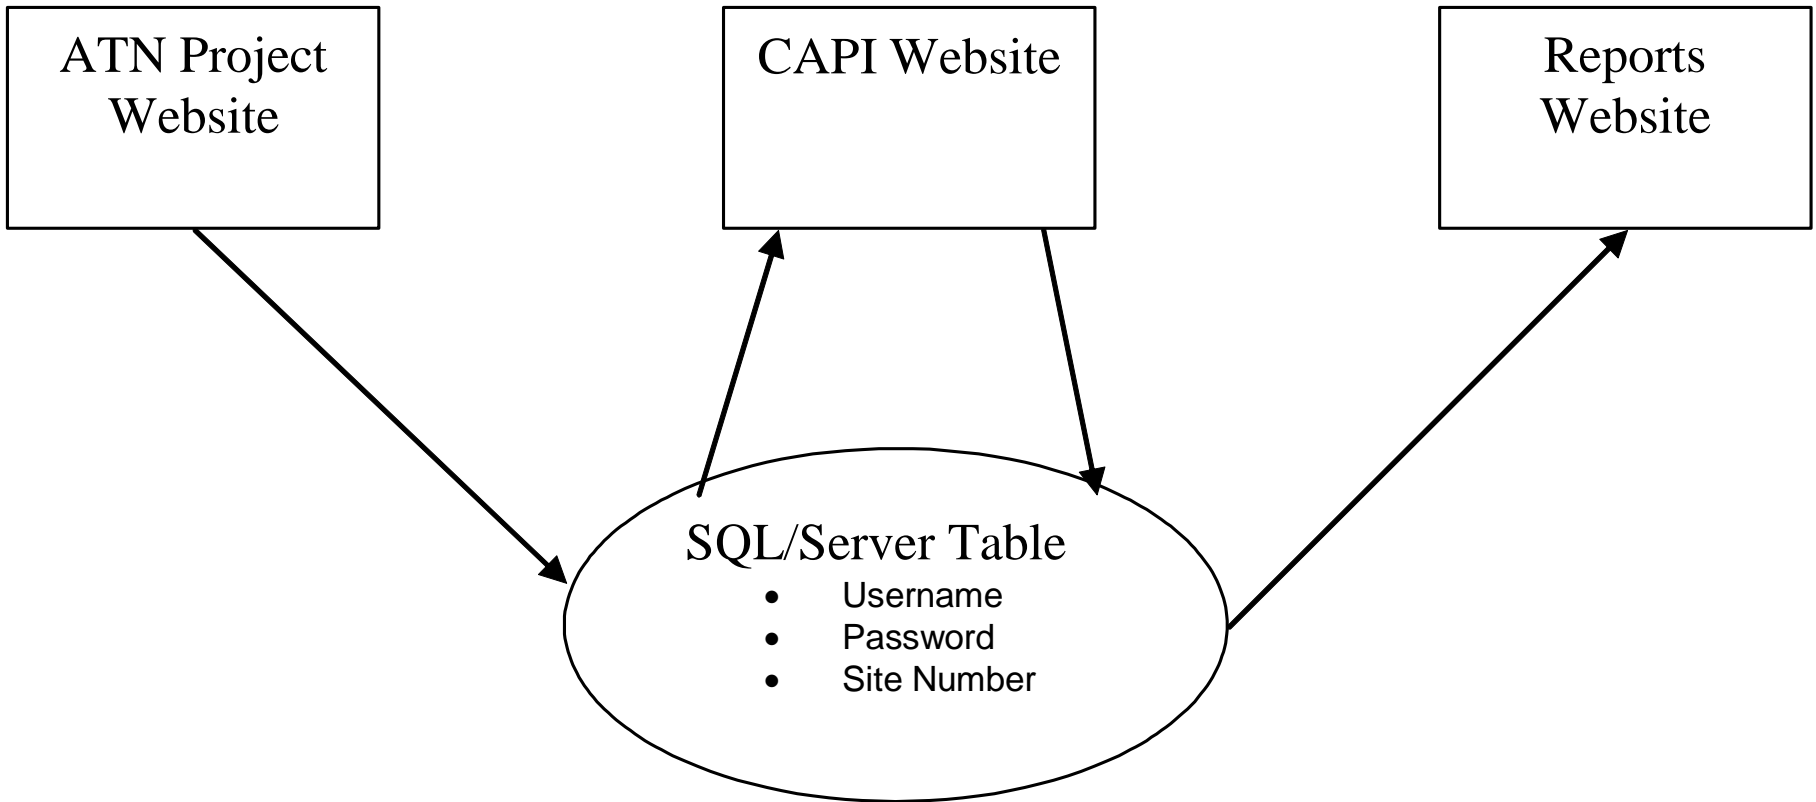 ATN Project
Website
CAPI Website
Reports
Website
SQL/Server Table
• Username
• Password
• Site Number